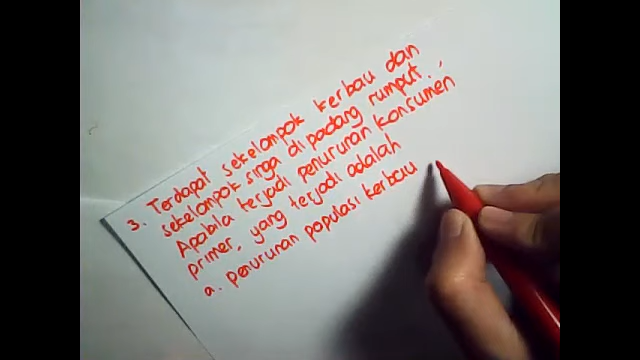 3. Terdapat sekelompok kerbau dan
sekelompok singa di padang rumput.
Apabila terjadi penurunan konsumen
primer, yang terjadi adalah
a. penurunan populasi kerbau